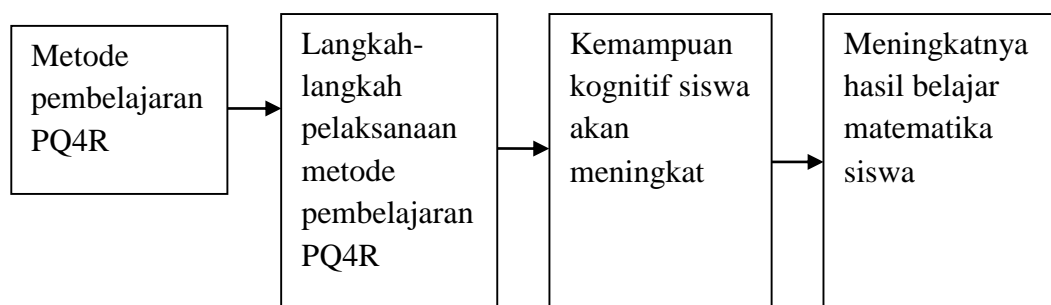 Metode
pembelajaran
PQ4R
Langkah-
langkah
pelaksanaan
metode
pembelajaran
PQ4R
Kemampuan
kognitif siswa
akan
meningkat
Meningkatnya
hasil belajar
matematika
siswa